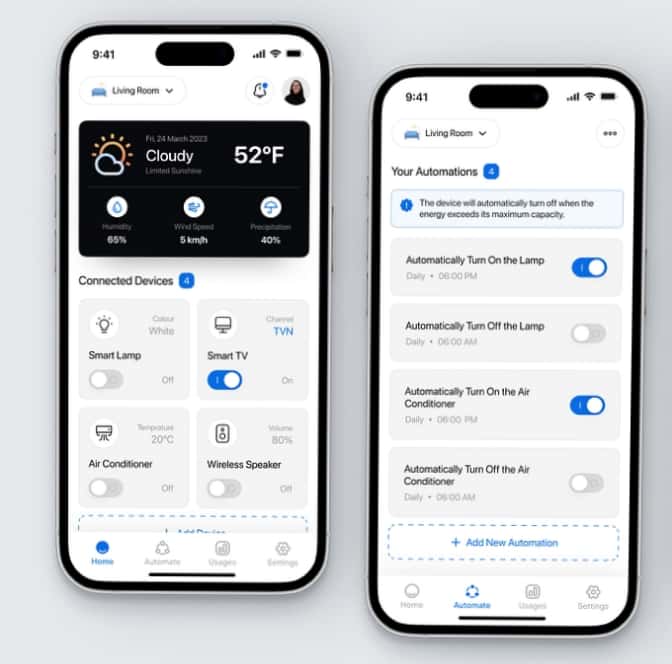 9:41
Living Room
Fri, 24 March 2023
Cloudy
Limited Sunshine
52°F
Humidity
65%
Wind Speed
5 km/h
Precipitation
40%
Connected Devices 4
Colour
White
Smart Lamp
Off
Channel
TVN
Smart TV
On
Temprature
20°C
Air Conditioner
Off
Volume
80%
Wireless Speaker
Off
+ Add Device
Home
Automate
Usages
Settings
9:41
Living Room
Your Automations 4
The device will automatically turn off when the
energy exceeds its maximum capacity.
Automatically Turn On the Lamp
Daily • 06:00 PM
Automatically Turn Off the Lamp
Daily • 06:00 AM
Automatically Turn On the Air
Conditioner
Daily • 06:00 PM
Automatically Turn Off the Air
Conditioner
Daily • 06:00 AM
+ Add New Automation
Home
Automate
Usages
Settings